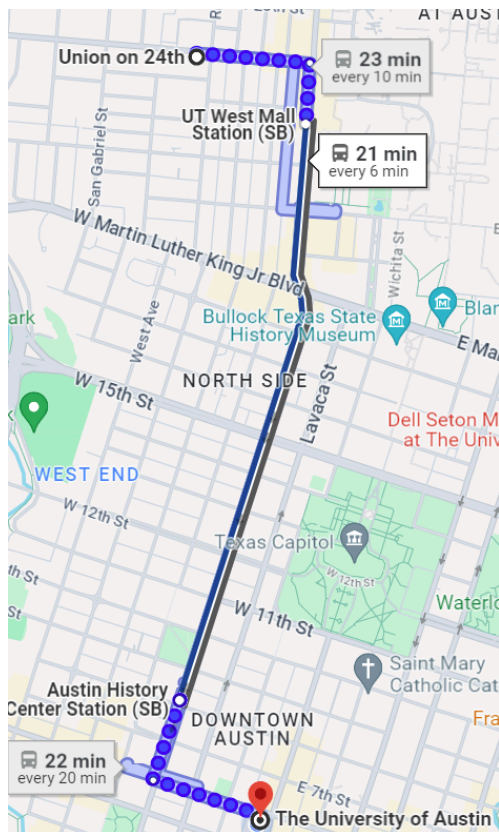 AT AUST
Union on 24th
23 min
every 10 min
UT West Mall
Station (SB)
21 min
every 6 min
San Gabriel St
W Martin Luther King Jr Blvd
Wichita St
Bullock Texas State
History Museum
Blan
E Ma
ark
West Ave
NORTH SIDE
Lavaca St
W 15th St
Dell Seton M
at The Univ
WEST END
W 12th St
Texas Capitol
W 12th St
W 11th St
Waterlo
Saint Mary
Catholic Cat
Austin History
Center Station (SB)
DOWNTOWN
AUSTIN
Fra
22 min
every 20 min
E 7th St
The University of Austin